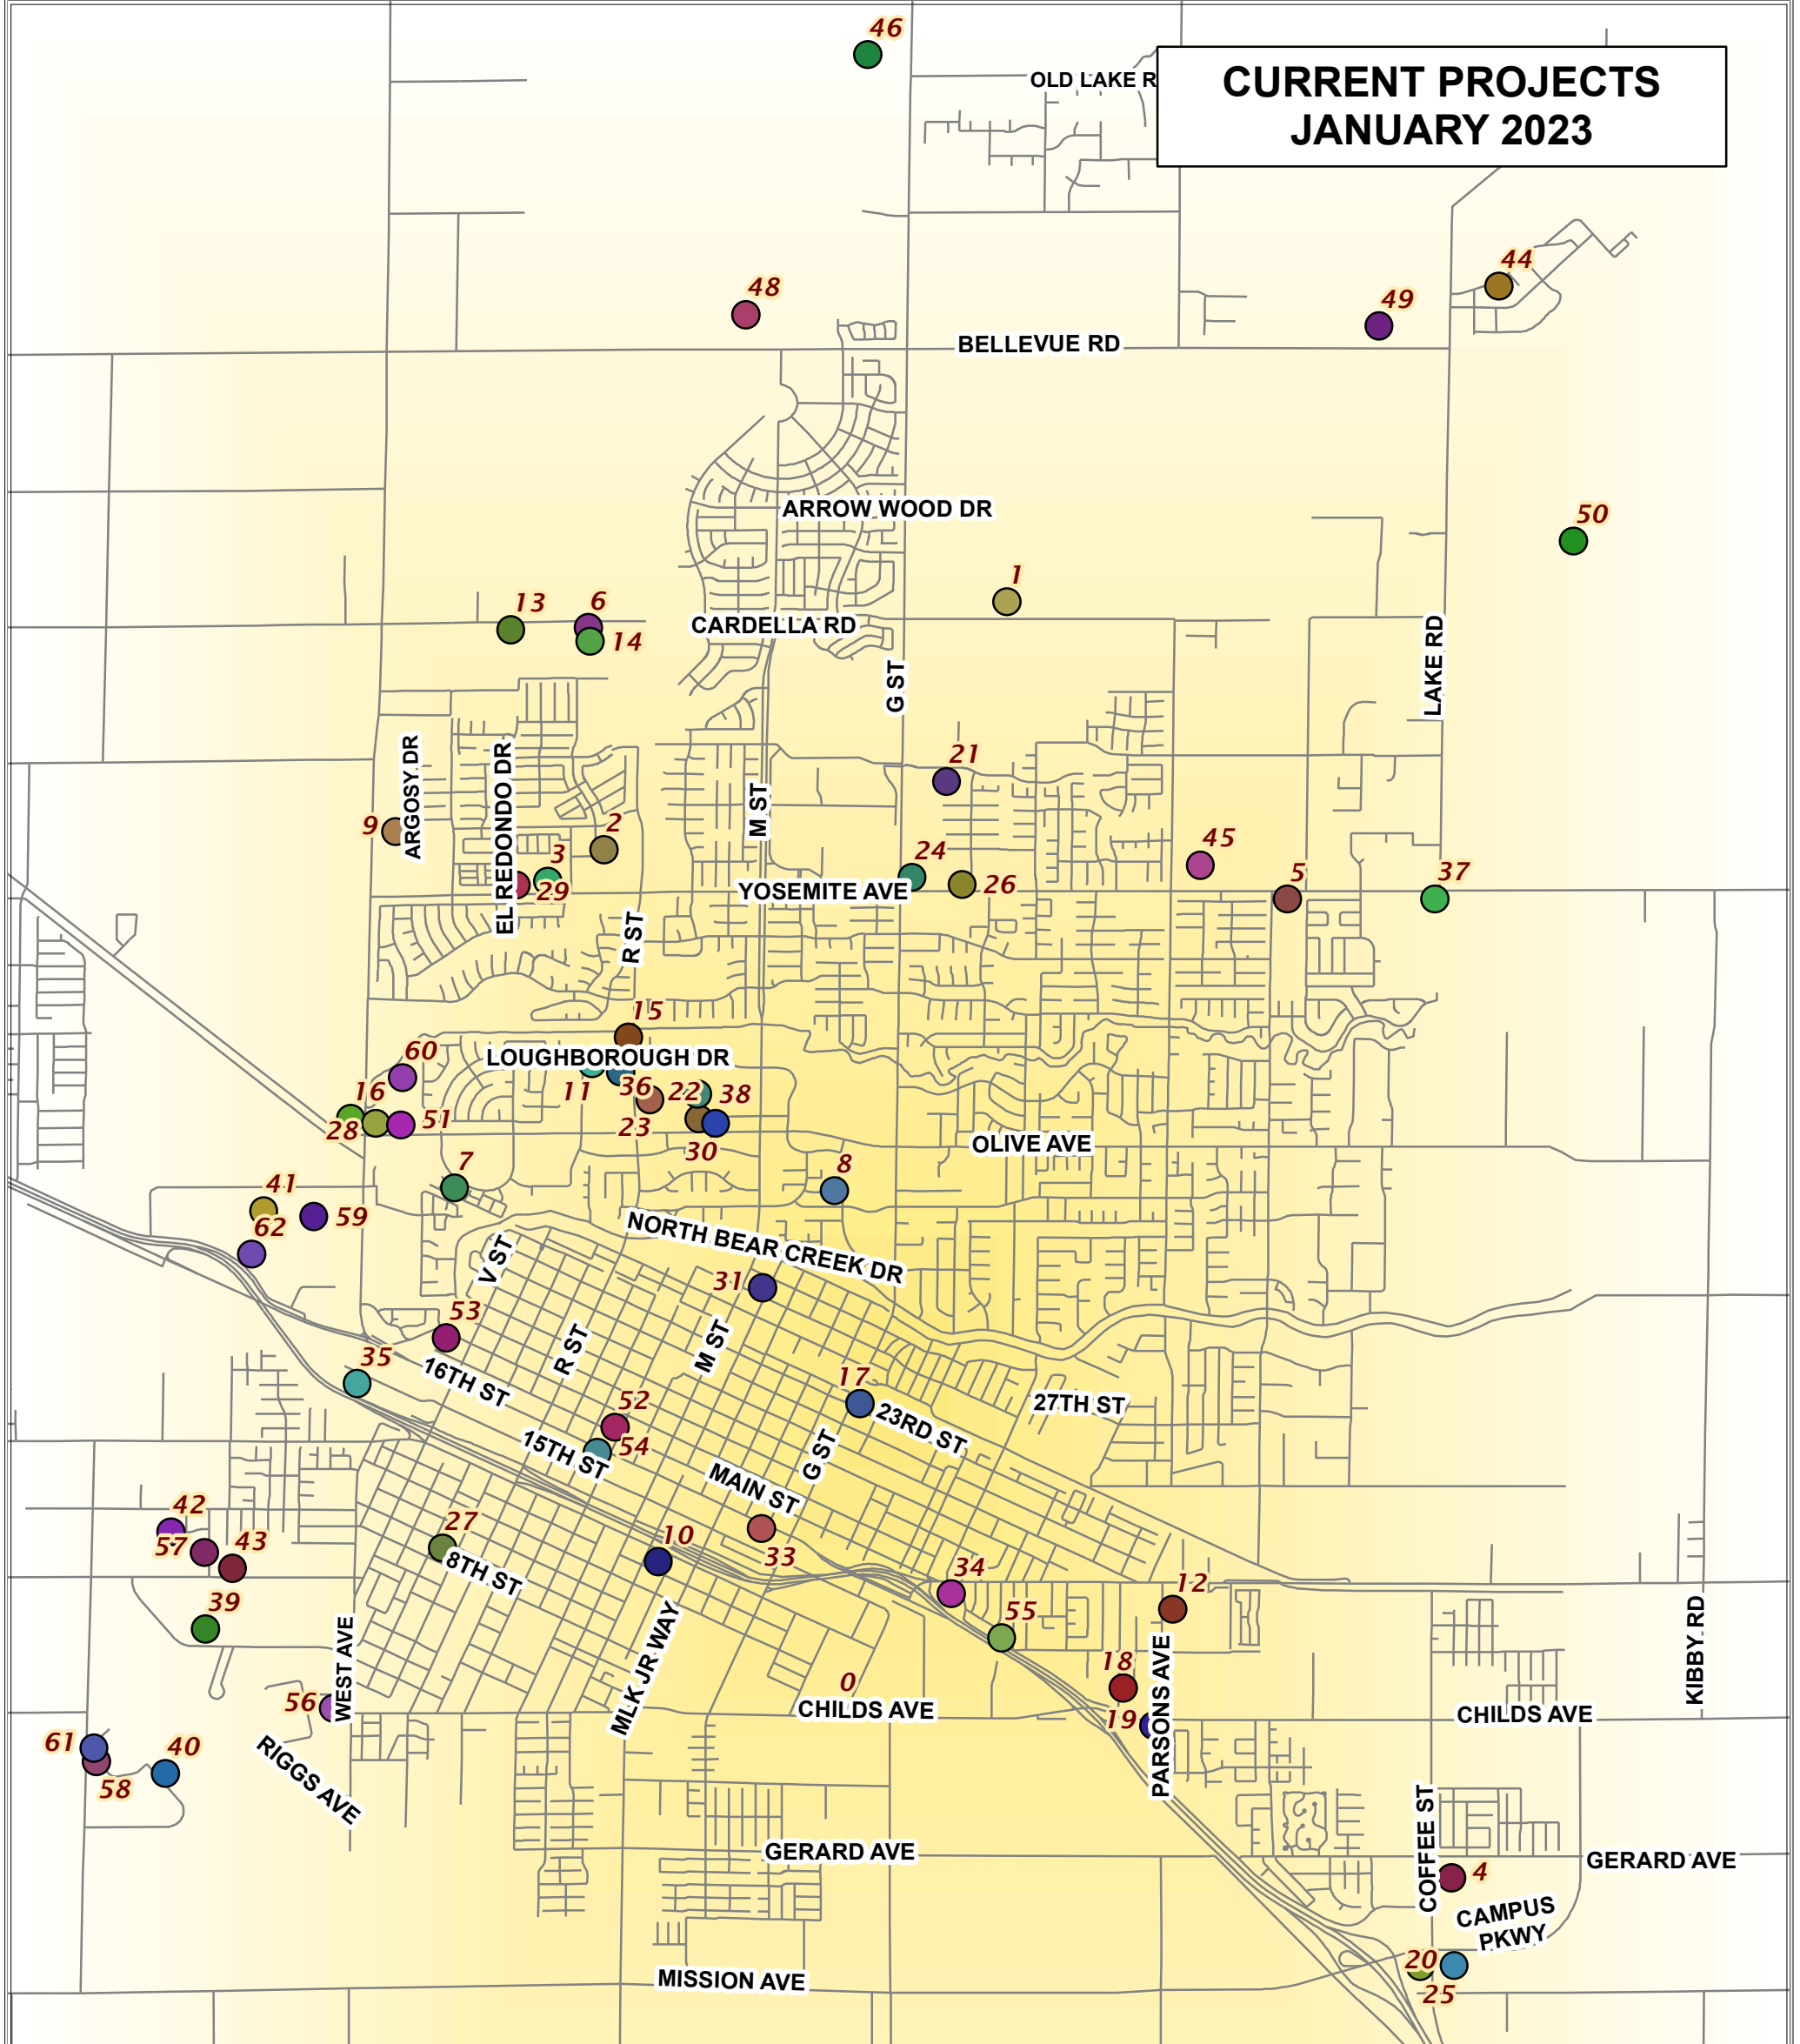 46
OLD LAKE R
CURRENT PROJECTS
JANUARY 2023
44
48
49
BELLEVUE RD
ARROW WOOD DR
50
1
13
6
CARDELLA RD
14
LAKE RD
G ST
21
ARGOSY DR
EL REDONDO DR
M ST
9
2
45
3
24
5
37
29
YOSEMITE AVE
26
R ST
15
60
LOUGHBOROUGH DR
16
11
36
22
38
28
51
23
30
OLIVE AVE
7
8
41
59
62
NORTH BEAR CREEK DR
V ST
31
53
R ST
M ST
35
16TH ST
17
52
27TH ST
23RD ST
54
15TH ST
G ST
MAIN ST
42
27
57
43
10
33
8TH ST
34
12
39
55
KIBBY RD
WEST AVE
MLK JR WAY
PARSONS AVE
18
0
56
CHILDS AVE
19
CHILDS AVE
61
40
58
RIGGS AVE
COFFEE ST
GERARD AVE
GERARD AVE
4
CAMPUS
PKWY
20
MISSION AVE
25